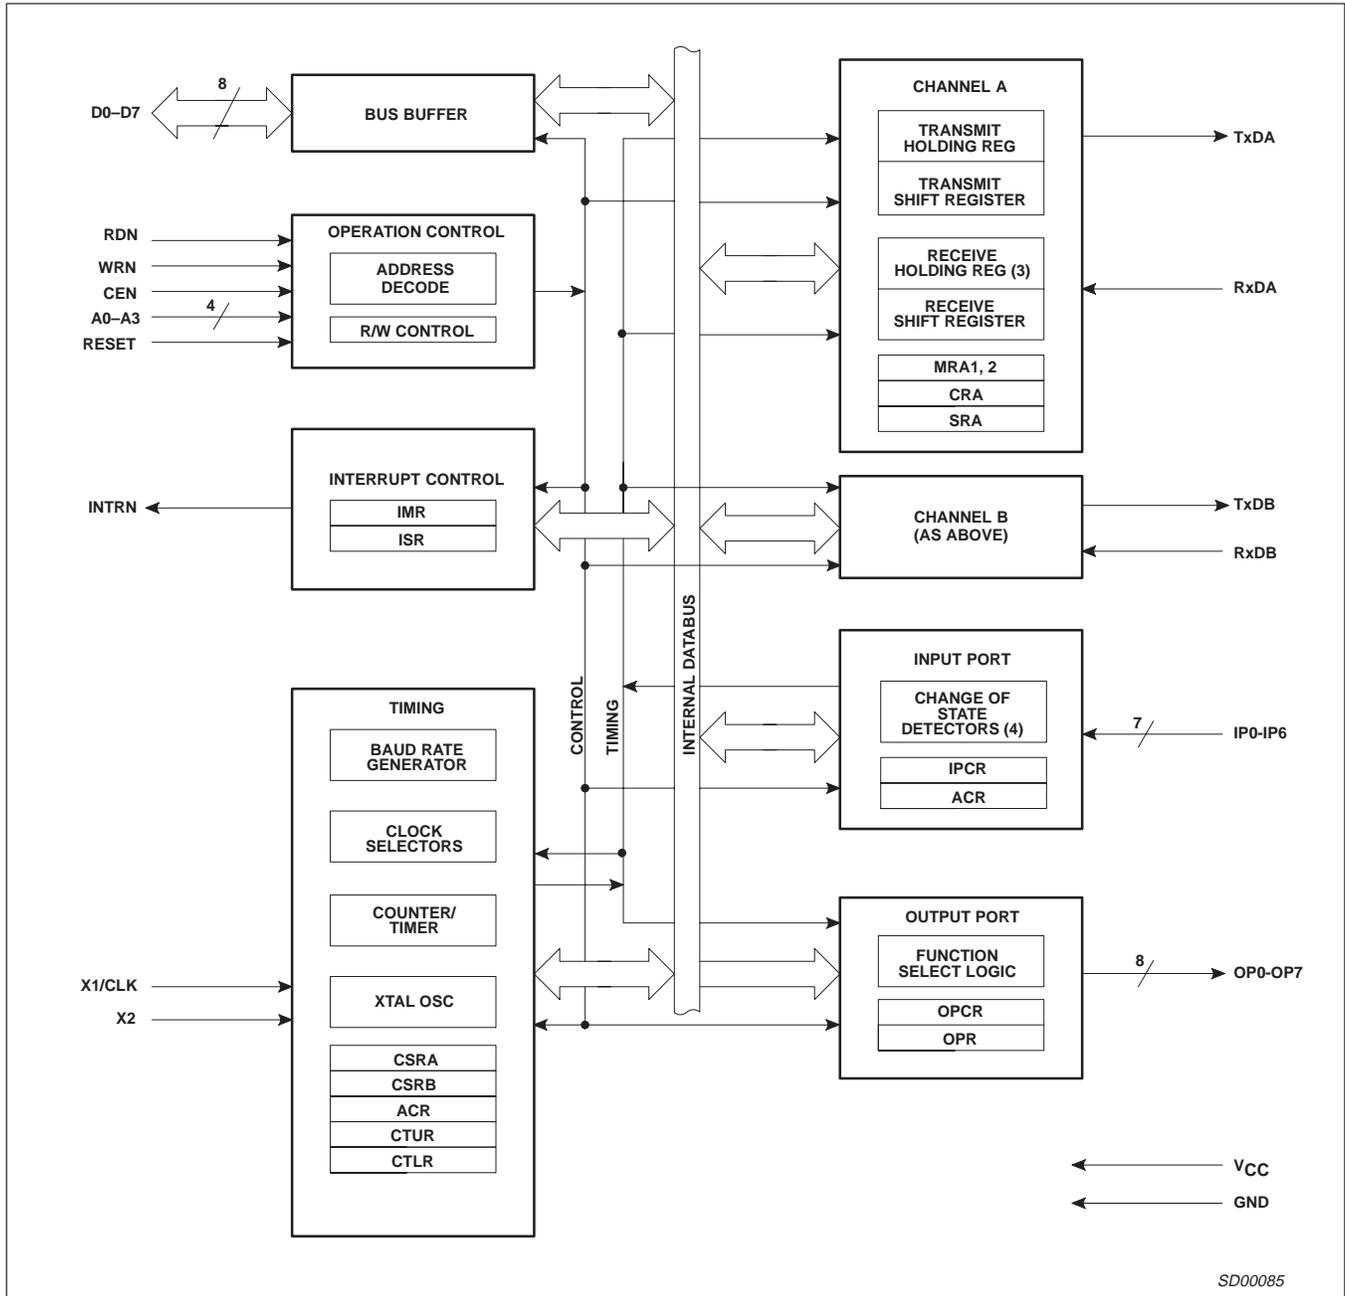 D0–D7
8
BUS BUFFER
RDN
WRN
CEN
A0–A3
4
RESET
OPERATION CONTROL
ADDRESS
DECODE
R/W CONTROL
INTRN
INTERRUPT CONTROL
IMR
ISR
TIMING
BAUD RATE
GENERATOR
CLOCK
SELECTORS
COUNTER/
TIMER
X1/CLK
X2
XTAL OSC
CSRA
CSRB
ACR
CTUR
CTLR
CONTROL
TIMING
INTERNAL DATABUS
CHANNEL A
TRANSMIT
HOLDING REG
TRANSMIT
SHIFT REGISTER
RECEIVE
HOLDING REG (3)
RECEIVE
SHIFT REGISTER
MRA1, 2
CRA
SRA
TxDA
RxDA
CHANNEL B
(AS ABOVE)
TxDB
RxDB
INPUT PORT
CHANGE OF
STATE
DETECTORS (4)
IPCR
ACR
7
IP0-IP6
OUTPUT PORT
FUNCTION
SELECT LOGIC
OPCR
OPR
8
OP0-OP7
VCC
GND
SD00085